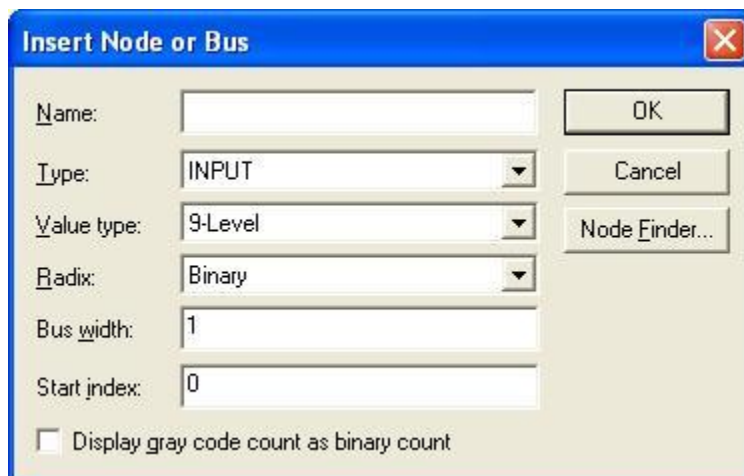 Insert Node or Bus
Name:
OK
Type:
INPUT
Cancel
Value type:
9-Level
Node Finder...
Radix:
Binary
Bus width:
1
Start index:
0
Display gray code count as binary count